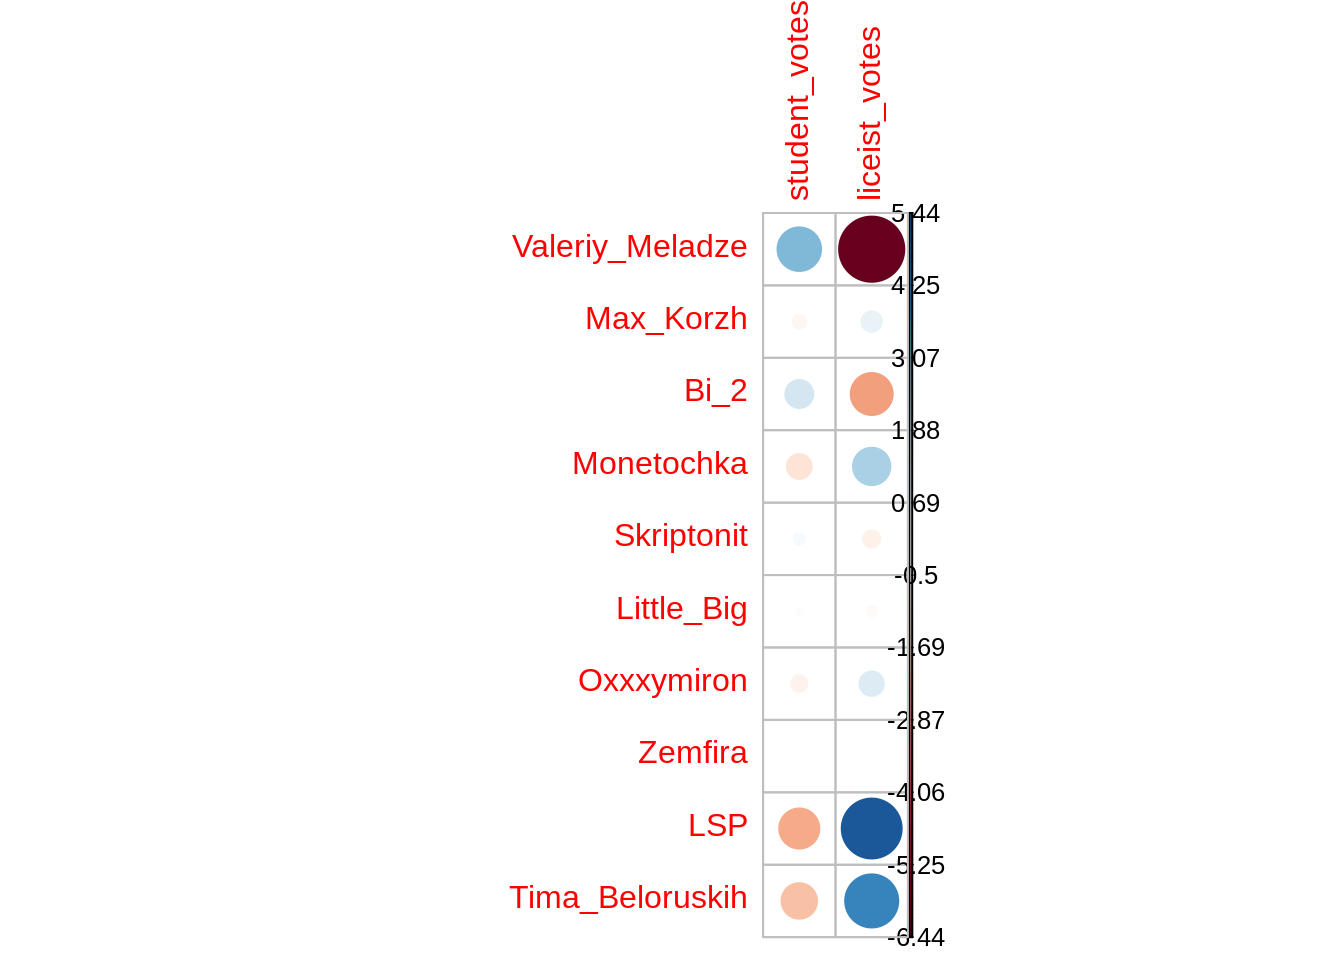 student_votes
liceist_votes
Valeriy_Meladze
Max_Korzh
Bi_2
Monetochka
Skriptonit
Little_Big
Oxxxymiron
Zemfira
LSP
Tima_Beloruskih
5.44
4.25
3.07
1.88
0.69
-0.5
-1.69
-2.87
-4.06
-5.25
-6.44